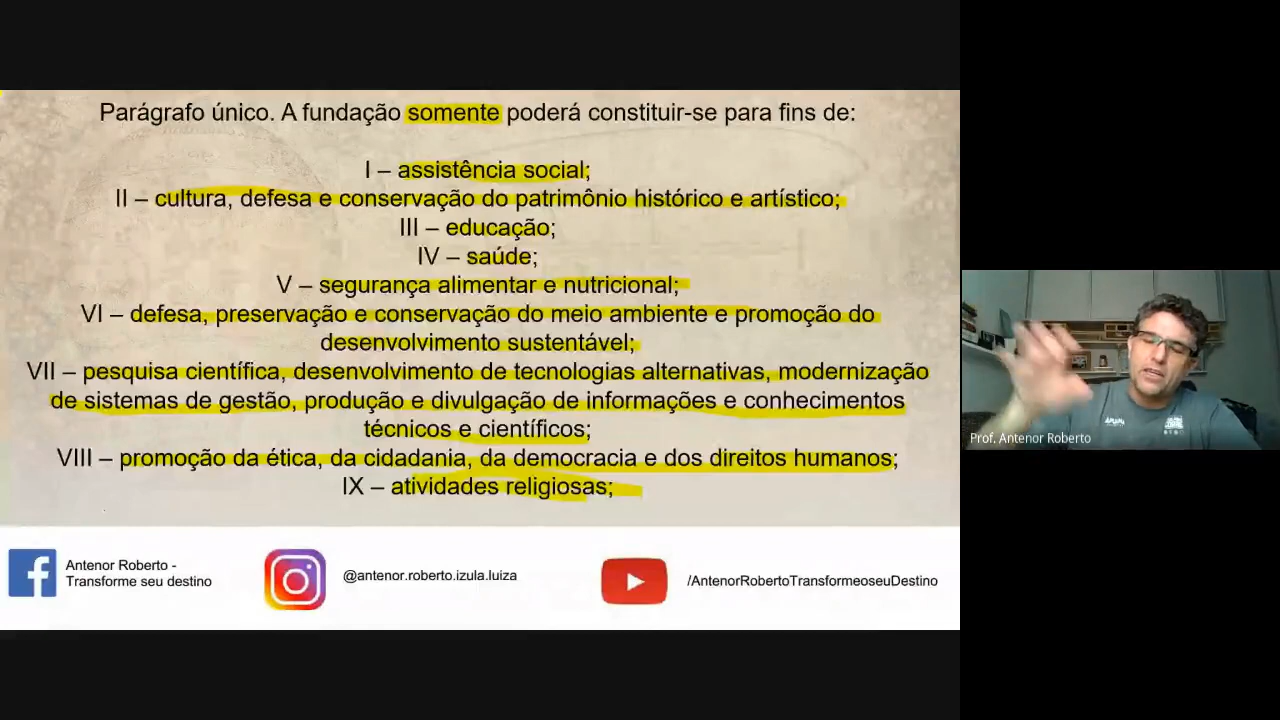 Parágrafo único. A fundação somente poderá constituir-se para fins de:
I – assistência social;
II – cultura, defesa e conservação do patrimônio histórico e artístico;
III – educação;
IV – saúde;
V – segurança alimentar e nutricional;
VI – defesa, preservação e conservação do meio ambiente e promoção do
desenvolvimento sustentável;
VII – pesquisa científica, desenvolvimento de tecnologias alternativas, modernização
de sistemas de gestão, produção e divulgação de informações e conhecimentos
técnicos e científicos;
VIII – promoção da ética, da cidadania, da democracia e dos direitos humanos;
IX – atividades religiosas;
Antenor Roberto -
Transforme seu destino
@antenor.roberto.izula.luiza
/AntenorRobertoTransformeoseuDestino
Prof. Antenor Roberto